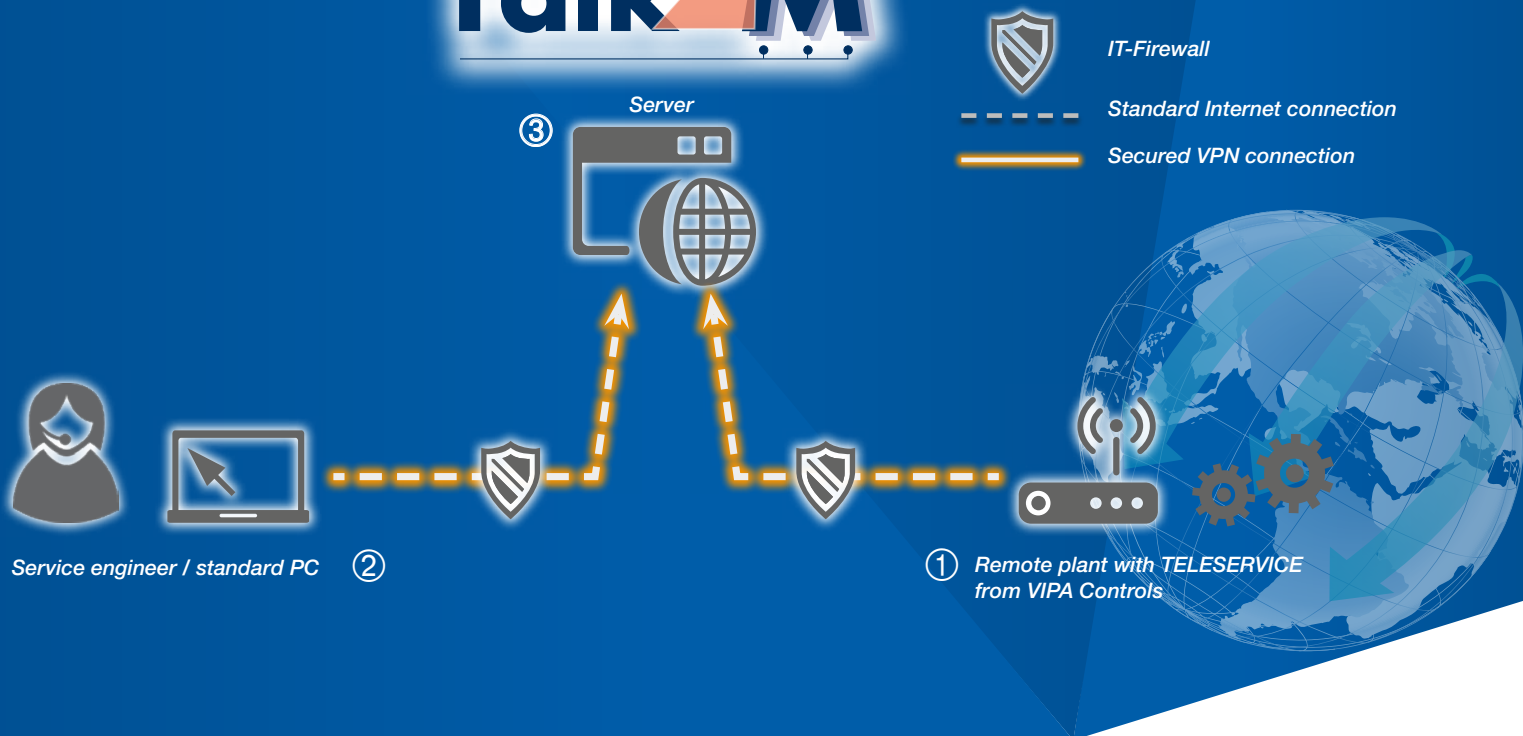 Talk2M
IT-Firewall
Standard Internet connection
Secured VPN connection
Server
③
Service engineer / standard PC ②
① Remote plant with TELESERVICE
from VIPA Controls